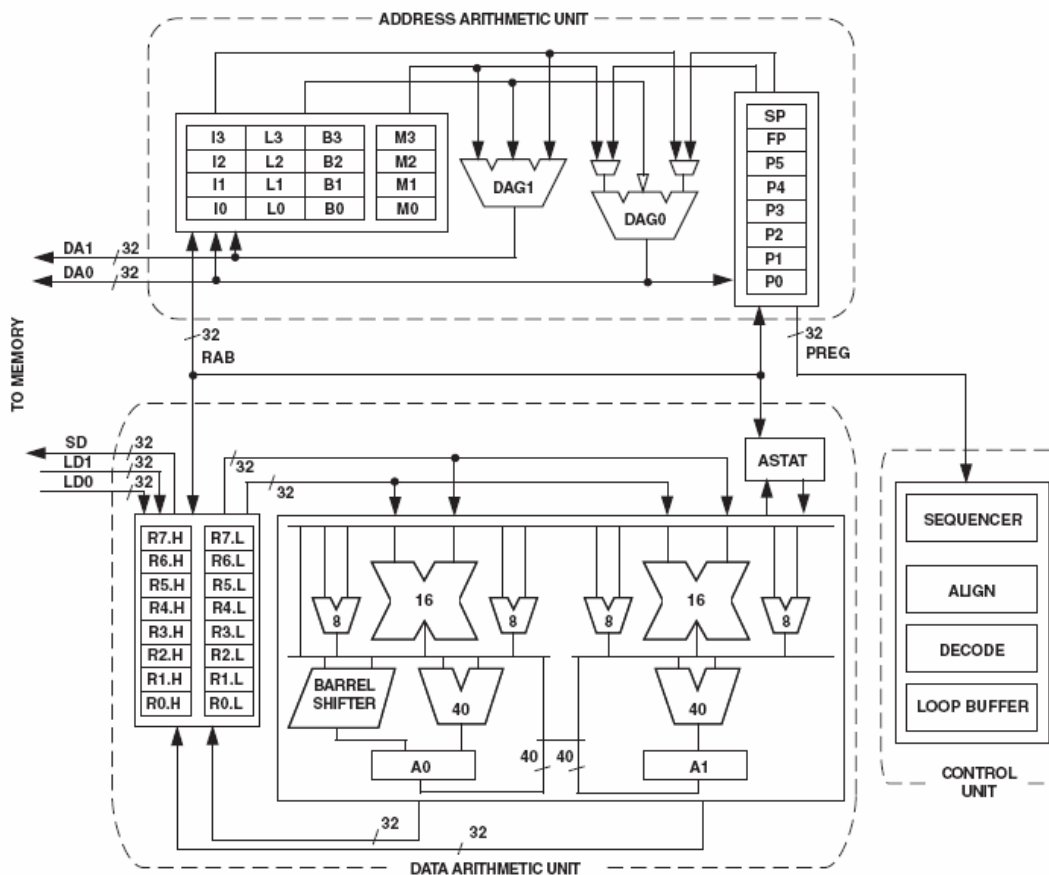 ADDRESS ARITHMETIC UNIT
I3 L3 B3 M3
I2 L2 B2 M2
I1 L1 B1 M1
I0 L0 B0 M0
DAG1
DAG0
SP
FP
P5
P4
P3
P2
P1
P0
DA1 32
DA0 32
TO MEMORY
32
RAB
32
PREG
SD 32
LD1 32
LD0 32
32
32
ASTAT
R7.H R7.L
R6.H R6.L
R5.H R5.L
R4.H R4.L
R3.H R3.L
R2.H R2.L
R1.H R1.L
R0.H R0.L
16
8
8
8
16
8
BARREL
SHIFTER
40
40
A0
40 40
A1
32
32
DATA ARITHMETIC UNIT
SEQUENCER
ALIGN
DECODE
LOOP BUFFER
CONTROL
UNIT